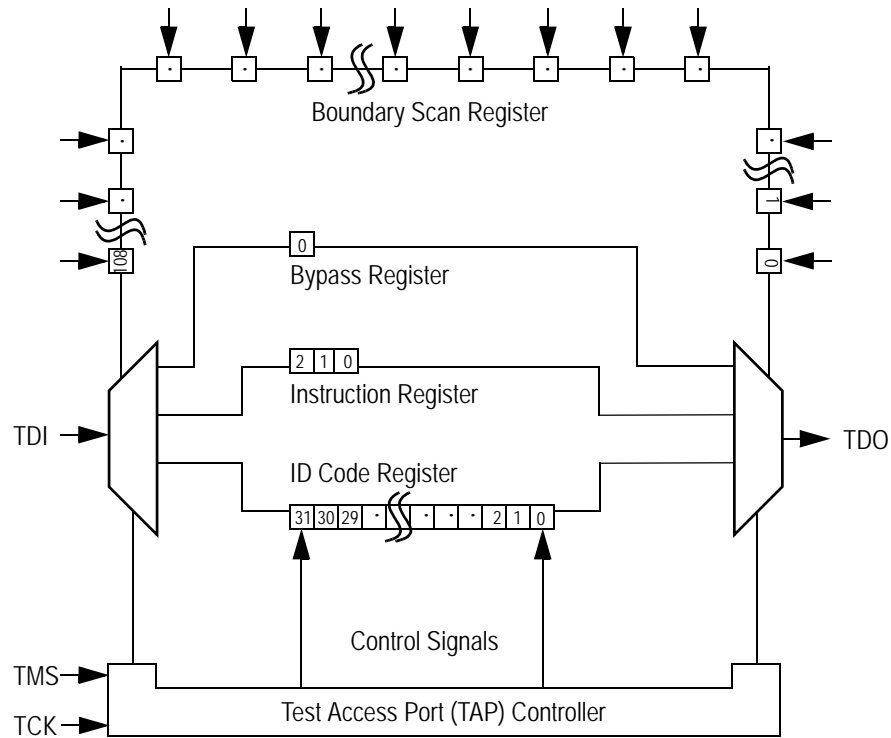 Boundary Scan Register
1
108
0
0
Bypass Register
2 1 0
Instruction Register
TDI
TDO
ID Code Register
31 30 29 · · · · · 2 1 0
Control Signals
TMS
Test Access Port (TAP) Controller
TCK